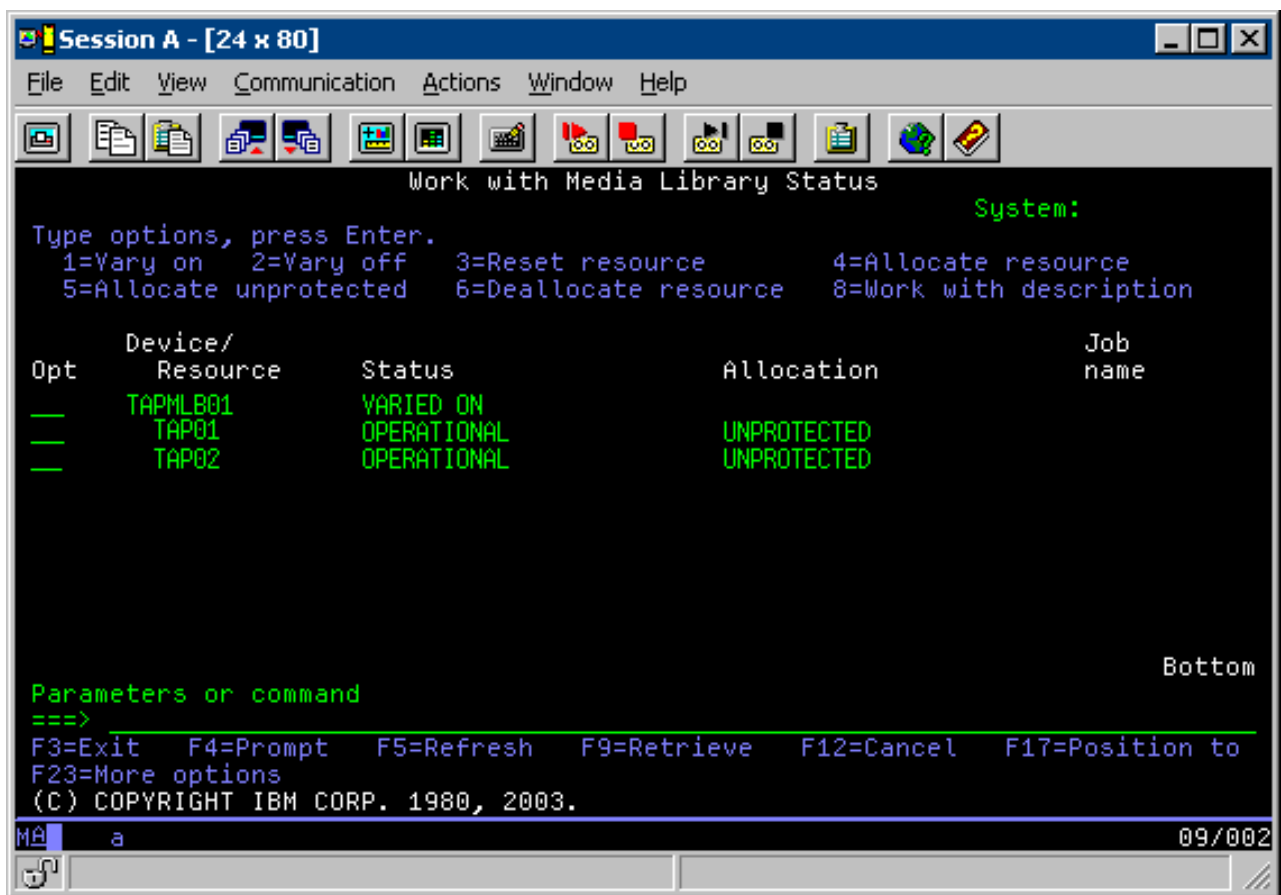 Session A - [24 x 80]
File Edit View Communication Actions Window Help
Work with Media Library Status
System:
Type options, press Enter.
1=Vary on 2=Vary off 3=Reset resource 4=Allocate resource
5=Allocate unprotected 6=Deallocate resource 8=Work with description
Device/ Job
Opt Resource Status Allocation name
TAPMLB01 VARIED ON
TAP01 OPERATIONAL UNPROTECTED
TAP02 OPERATIONAL UNPROTECTED
Bottom
Parameters or command
===>
F3=Exit F4=Prompt F5=Refresh F9=Retrieve F12=Cancel F17=Position to
F23=More options
(C) COPYRIGHT IBM CORP. 1980, 2003.
MA a 09/002